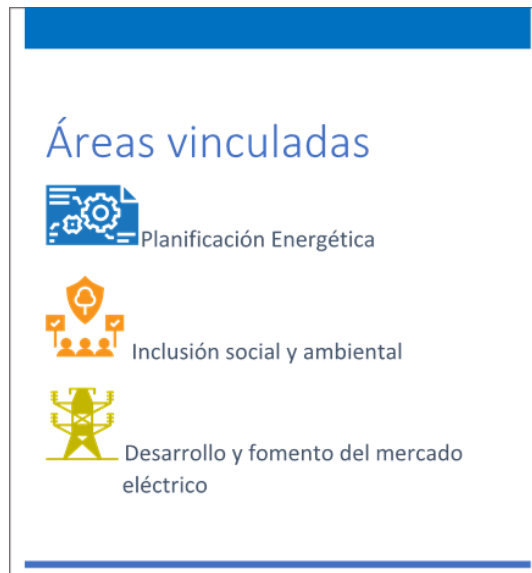 Áreas vinculadas
Planificación Energética
Inclusión social y ambiental
Desarrollo y fomento del mercado
eléctrico